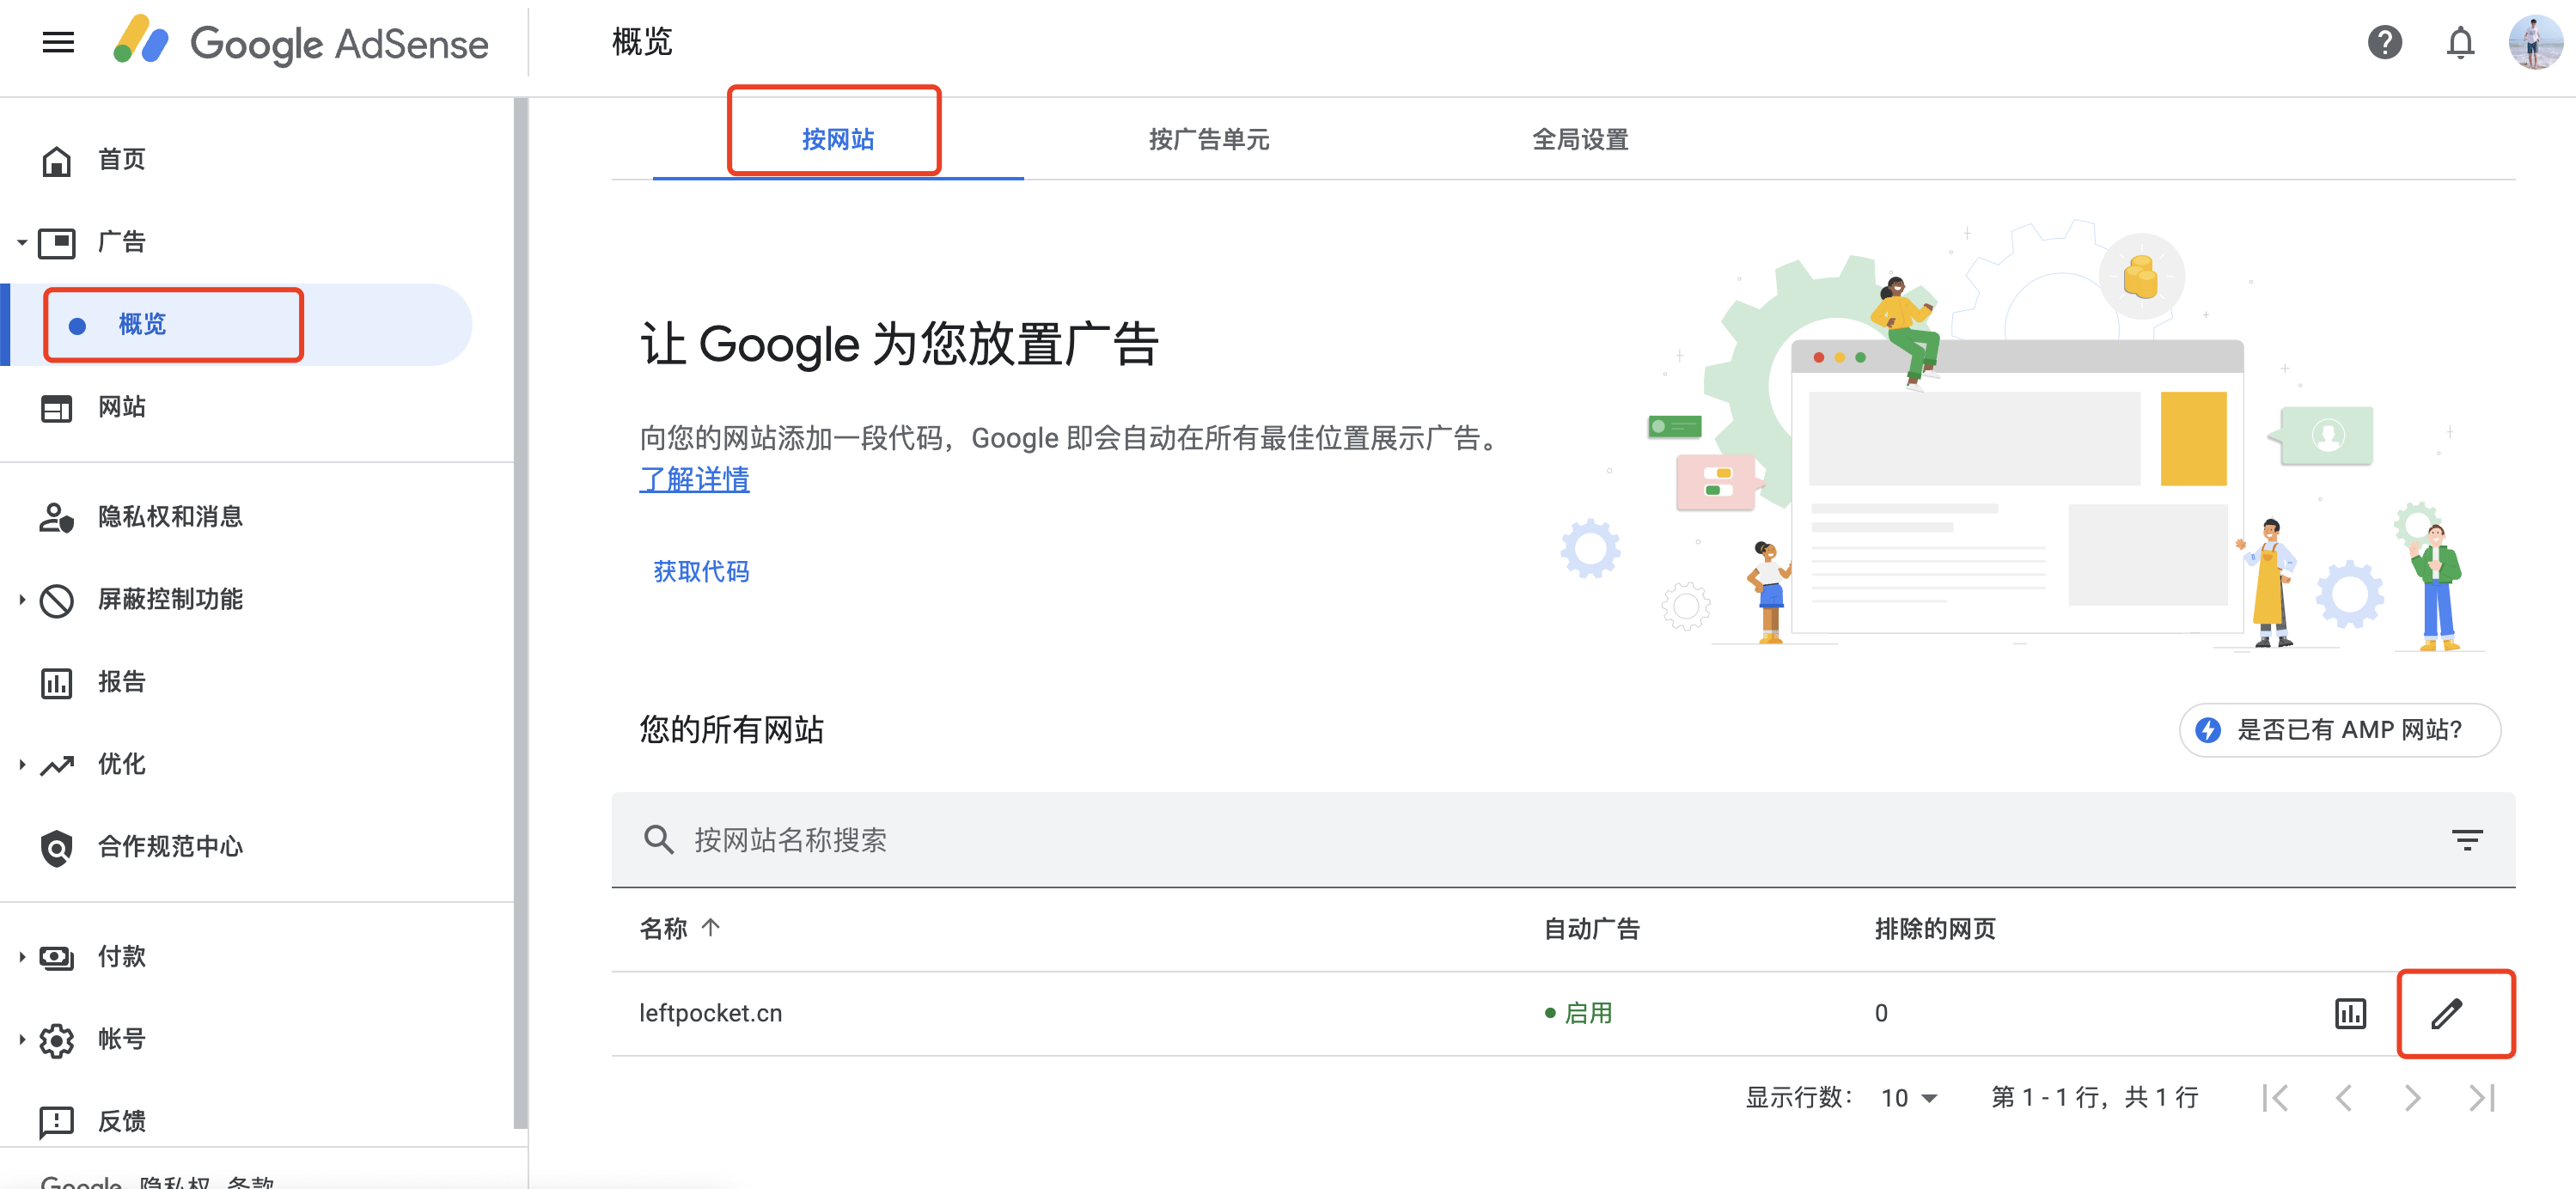 Google AdSense
概览
首页
广告
概览
网站
隐私权和消息
屏蔽控制功能
报告
优化
合作规范中心
付款
帐号
反馈
Google 隐私权 条款
按网站
按广告单元
全局设置
让 Google 为您放置广告
向您的网站添加一段代码，Google 即会自动在所有最佳位置展示广告。
了解详情
获取代码
您的所有网站
是否已有 AMP 网站?
按网站名称搜索
名称
自动广告
排除的网页
leftpocket.cn
启用
0
显示行数：
10
第 1 - 1 行，共 1 行